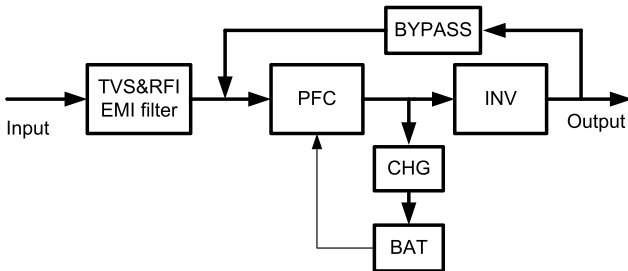 BYPASS
TVS&RFI
EMI filter
PFC
INV
Input
Output
CHG
BAT